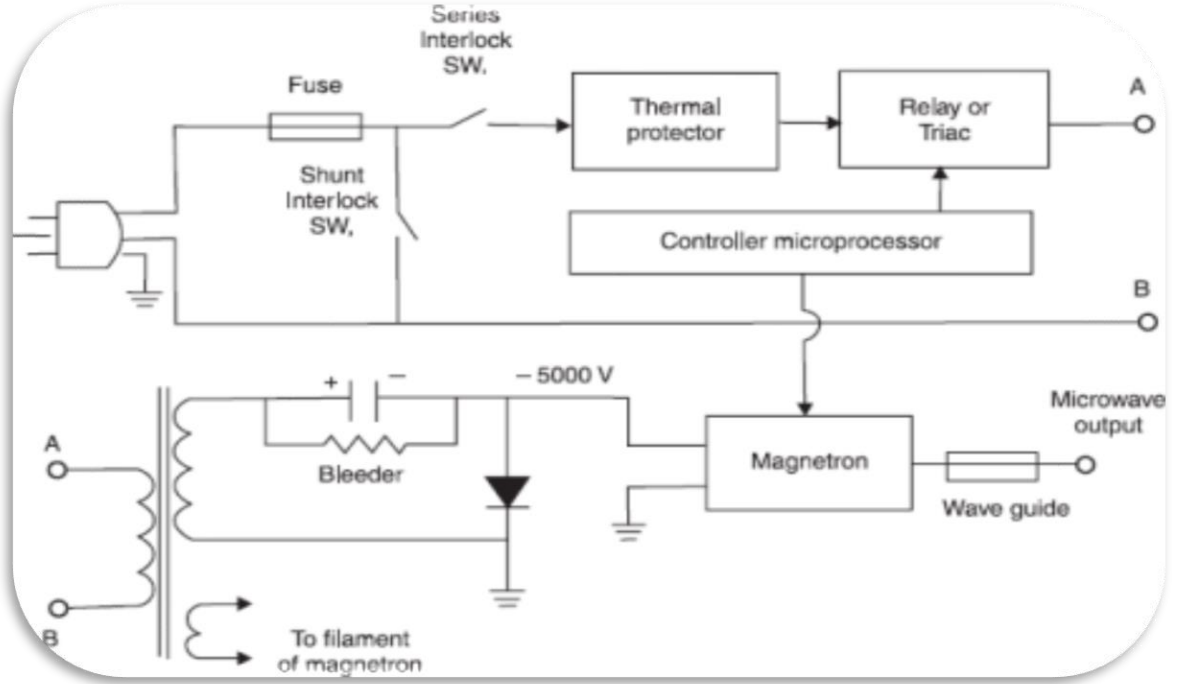 Series
Interlock
SW.
Fuse
Thermal
protector
Relay or
Triac
A
Shunt
Interlock
SW,
Controller microprocessor
B
+
−
− 5000 V
Microwave
output
A
Bleeder
Magnetron
Wave guide
B
To filament
of magnetron